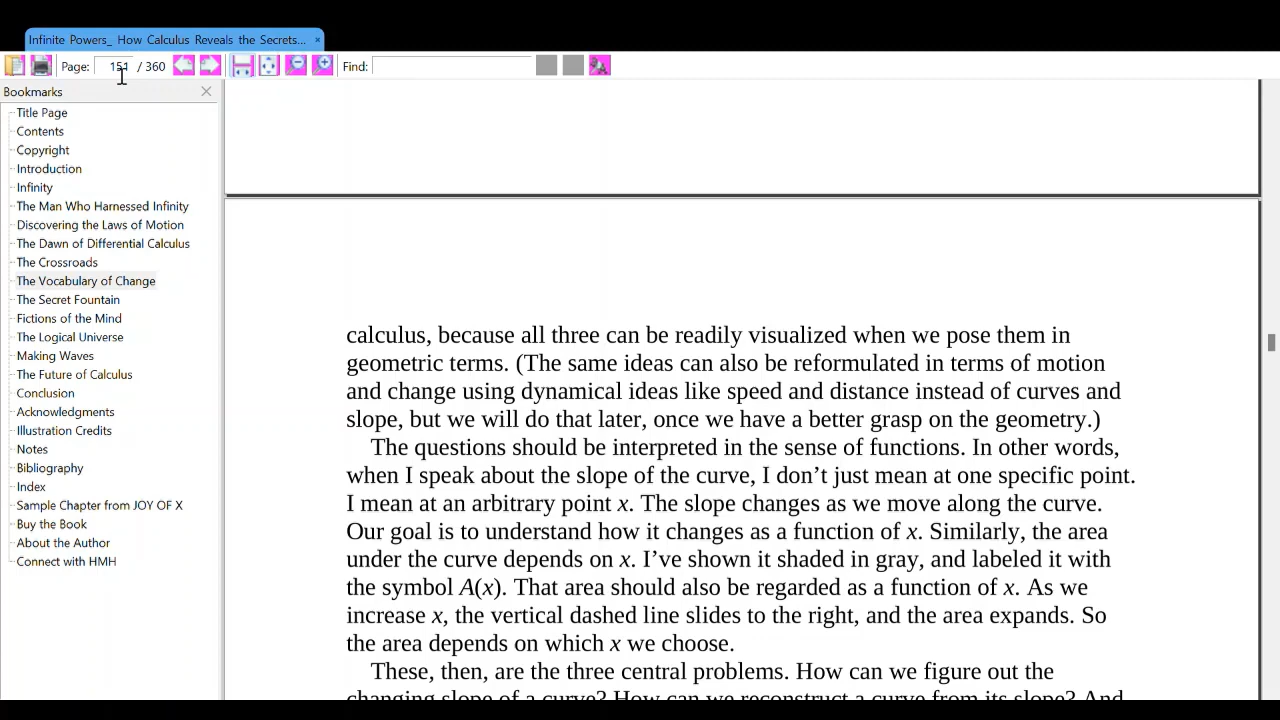 Infinite Powers_ How Calculus Reveals the Secrets... ×
Page: 151 / 360 Find:
Bookmarks
Title Page
Contents
Copyright
Introduction
Infinity
The Man Who Harnessed Infinity
Discovering the Laws of Motion
The Dawn of Differential Calculus
The Crossroads
The Vocabulary of Change
The Secret Fountain
Fictions of the Mind
The Logical Universe
Making Waves
The Future of Calculus
Conclusion
Acknowledgments
Illustration Credits
Notes
Bibliography
Index
Sample Chapter from JOY OF X
Buy the Book
About the Author
Connect with HMH
calculus, because all three can be readily visualized when we pose them in
geometric terms. (The same ideas can also be reformulated in terms of motion
and change using dynamical ideas like speed and distance instead of curves and
slope, but we will do that later, once we have a better grasp on the geometry.)
The questions should be interpreted in the sense of functions. In other words,
when I speak about the slope of the curve, I don’t just mean at one specific point.
I mean at an arbitrary point x. The slope changes as we move along the curve.
Our goal is to understand how it changes as a function of x. Similarly, the area
under the curve depends on x. I’ve shown it shaded in gray, and labeled it with
the symbol A(x). That area should also be regarded as a function of x. As we
increase x, the vertical dashed line slides to the right, and the area expands. So
the area depends on which x we choose.
These, then, are the three central problems. How can we figure out the
changing slope of a curve? How can we reconstruct a curve from its slope? And